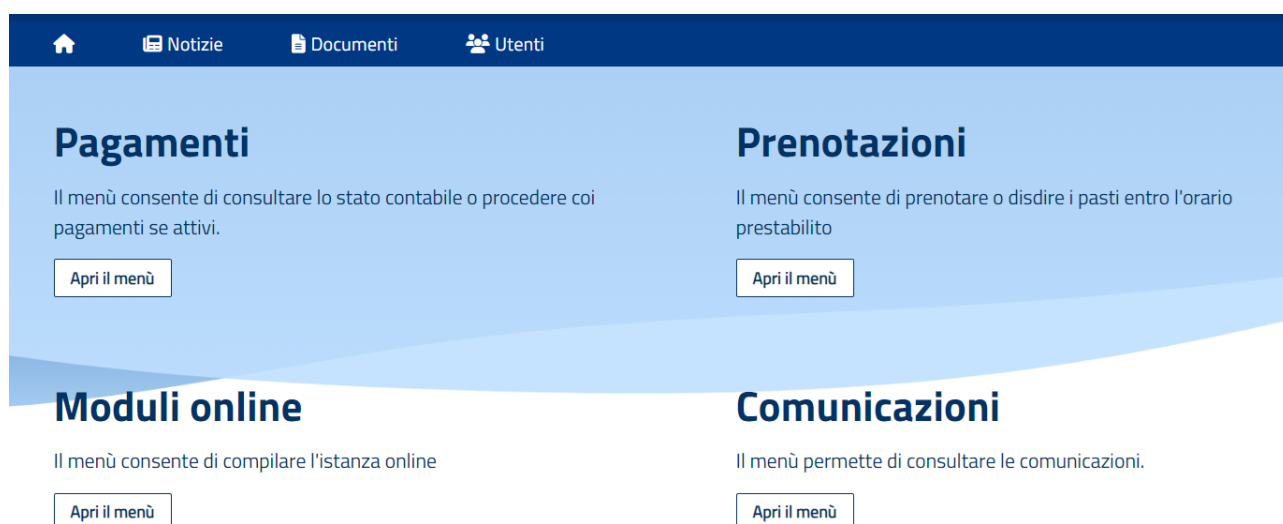 Notizie Documenti Utenti
Pagamenti
Il menù consente di consultare lo stato contabile o procedere coi
pagamenti se attivi.
Apri il menù
Prenotazioni
Il menù consente di prenotare o disdire i pasti entro l'orario
prestabilito
Apri il menù
Moduli online
Il menù consente di compilare l'istanza online
Apri il menù
Comunicazioni
Il menù permette di consultare le comunicazioni.
Apri il menù